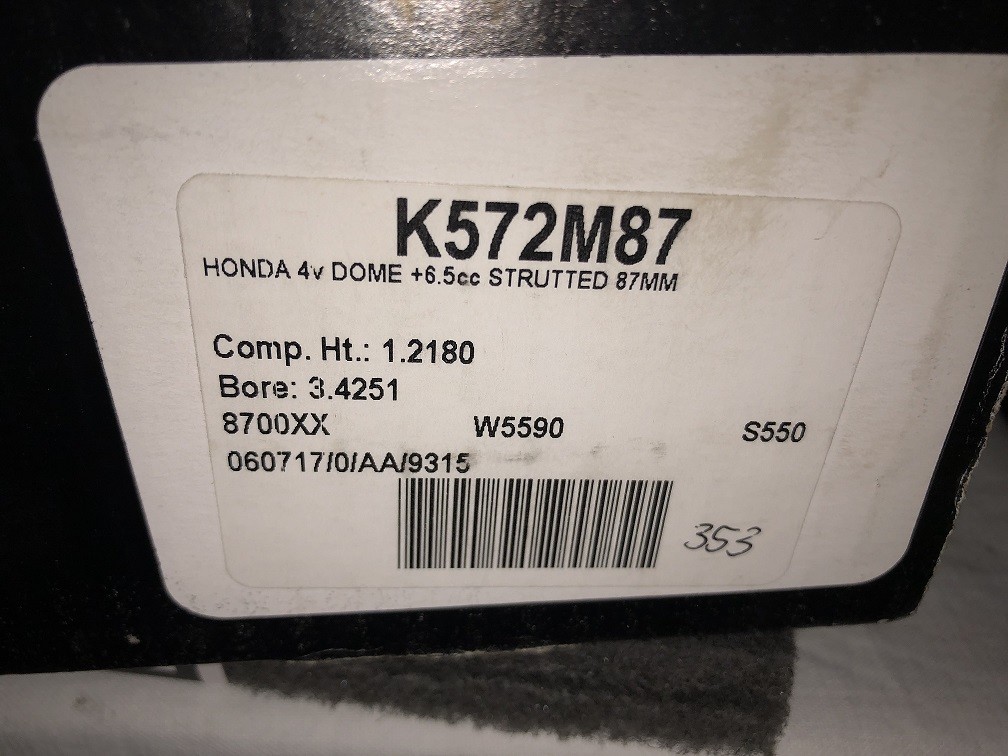 K572M87
HONDA 4v DOME +6.5cc STRUTTED 87MM
Comp. Ht.: 1.2180
Bore: 3.4251
8700XX W5590 S550
060717/0/AA/9315
353